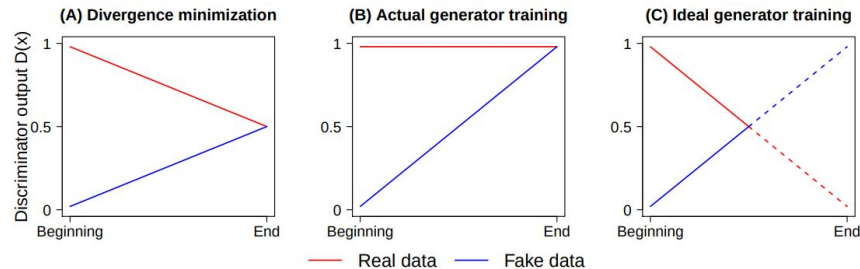 (A) Divergence minimization
(B) Actual generator training
(C) Ideal generator training
Discriminator output D(x)
1
0.5
0
Beginning
End
1
0.5
0
Beginning
End
1
0.5
0
Beginning
End
Real data
Fake data